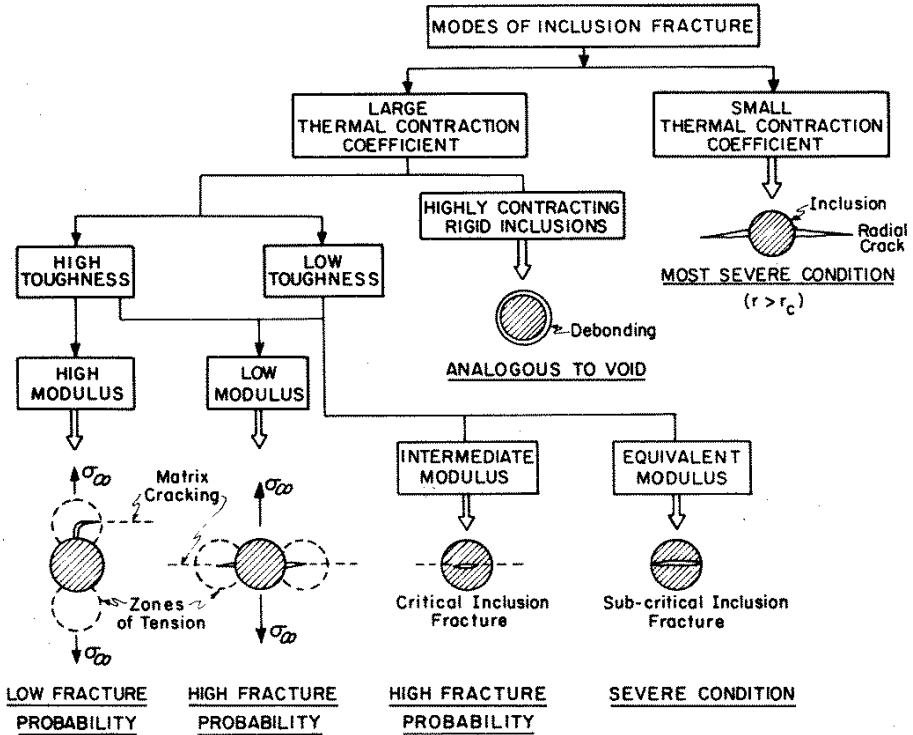 MODES OF INCLUSION FRACTURE
LARGE
THERMAL CONTRACTION
COEFFICIENT
SMALL
THERMAL CONTRACTION
COEFFICIENT
HIGHLY CONTRACTING
RIGID INCLUSIONS
Inclusion
Radial
Crack
MOST SEVERE CONDITION
(r > r_c)
HIGH
TOUGHNESS
LOW
TOUGHNESS
Debonding
ANALOGOUS TO VOID
HIGH
MODULUS
LOW
MODULUS
INTERMEDIATE
MODULUS
EQUIVALENT
MODULUS
σ∞
Matrix
Cracking
σ∞
Zones
of Tension
σ∞
σ∞
Critical Inclusion
Fracture
Sub-critical Inclusion
Fracture
LOW FRACTURE
PROBABILITY
HIGH FRACTURE
PROBABILITY
HIGH FRACTURE
PROBABILITY
SEVERE CONDITION